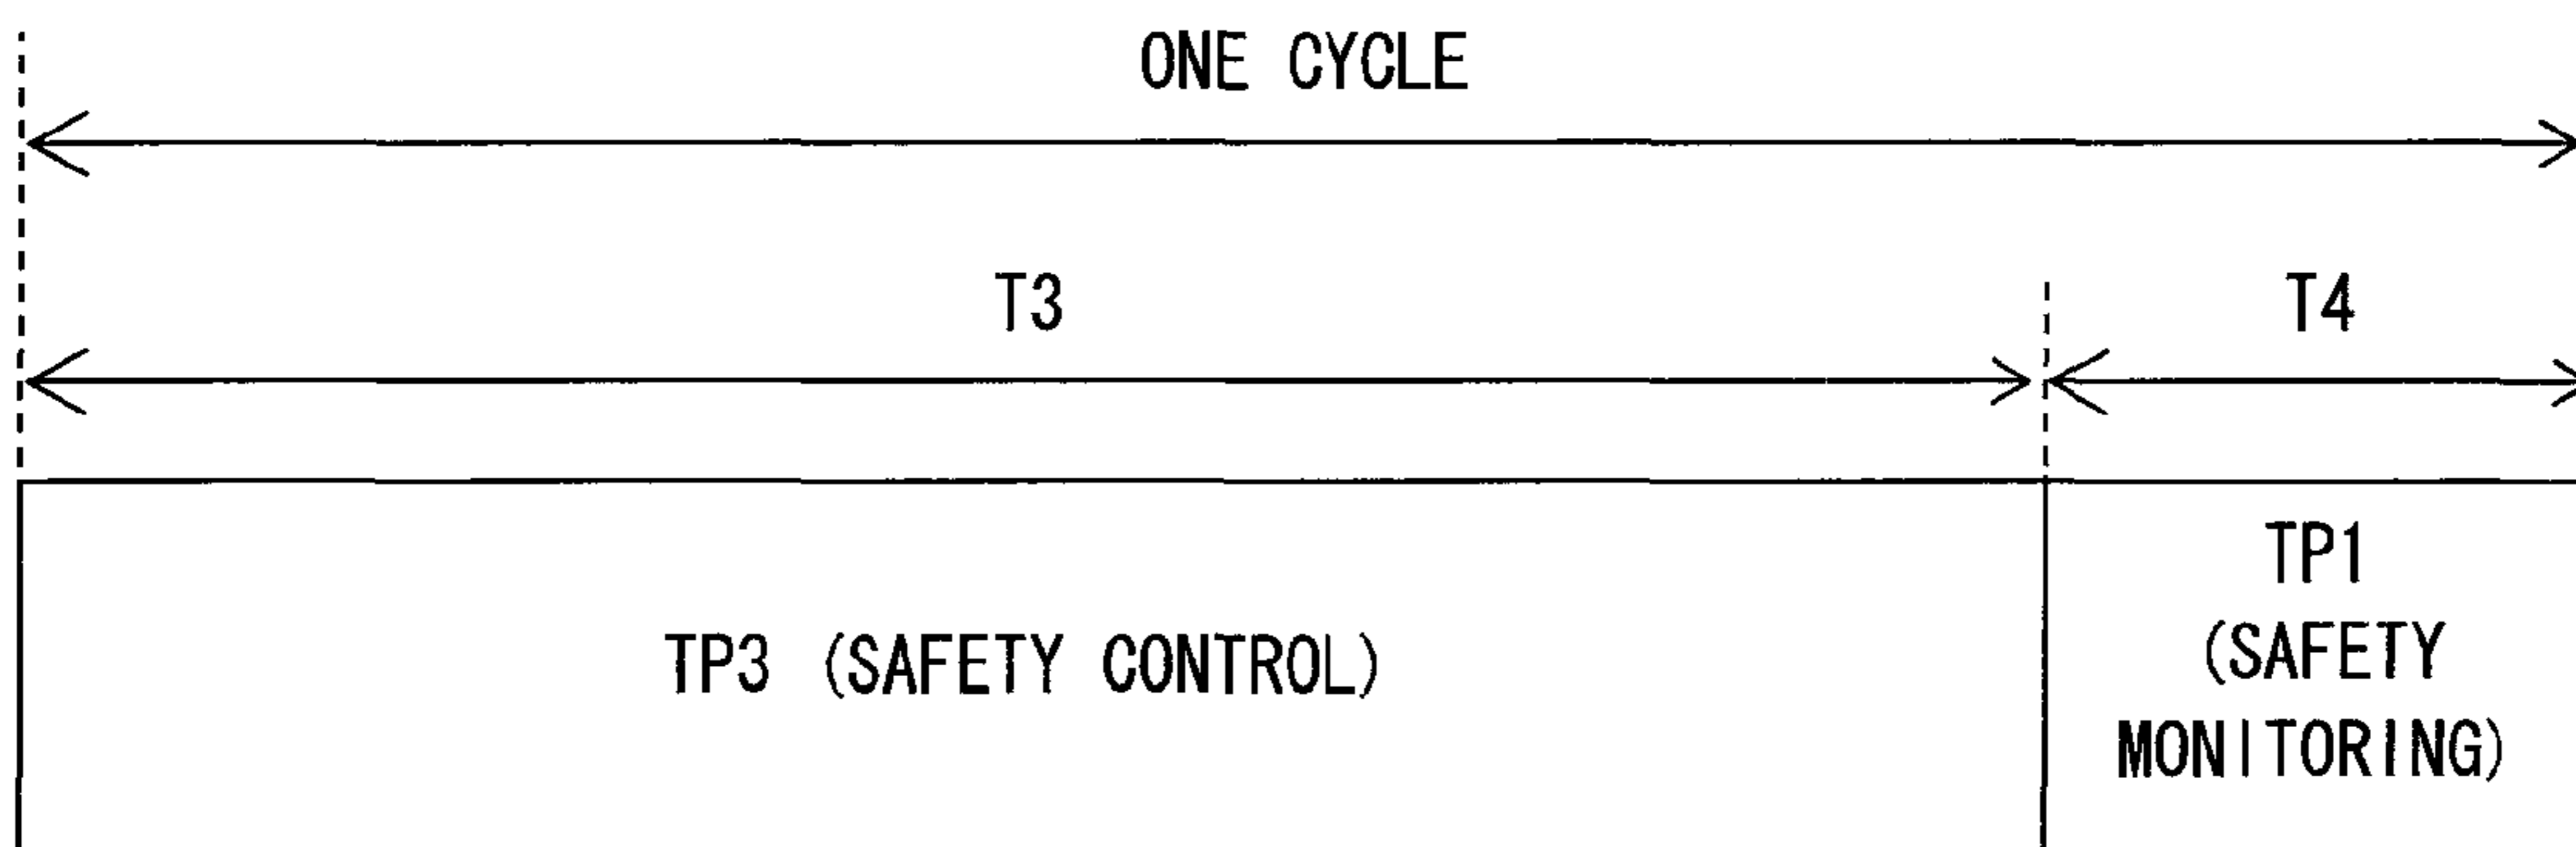 ONE CYCLE
T3
T4
TP3 (SAFETY CONTROL)
TP1
(SAFETY
MONITORING)